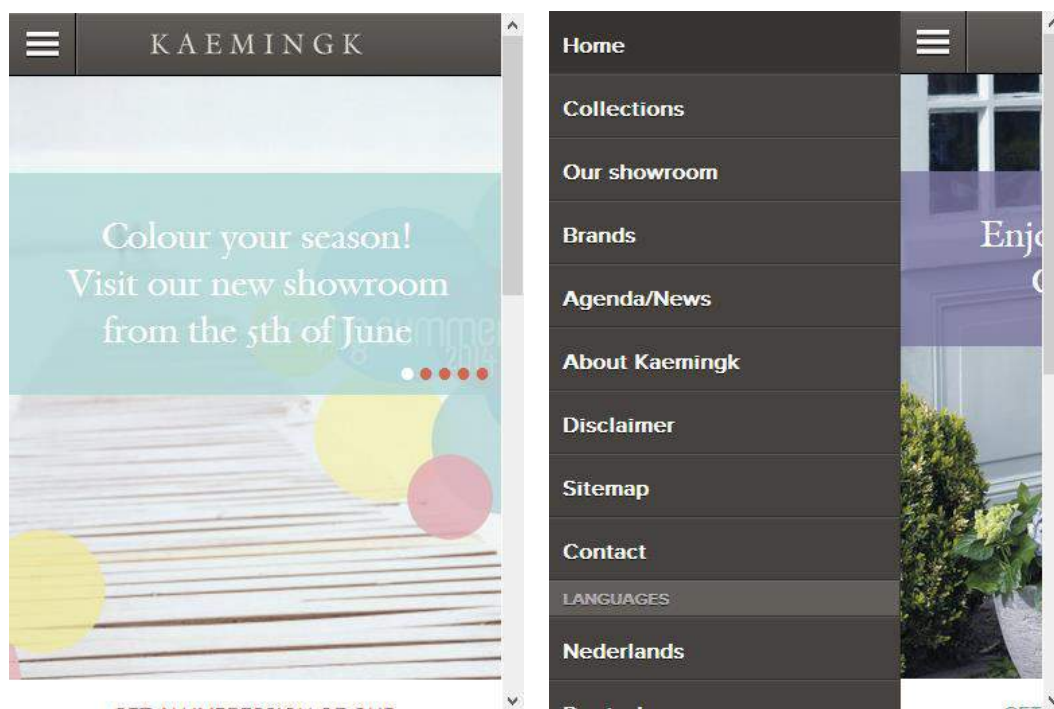 KAEMINGK
Colour your season!
Visit our new showroom
from the 5th of June
Home
Collections
Our showroom
Brands
Agenda/News
About Kaemingk
Disclaimer
Sitemap
Contact
LANGUAGES
Nederlands